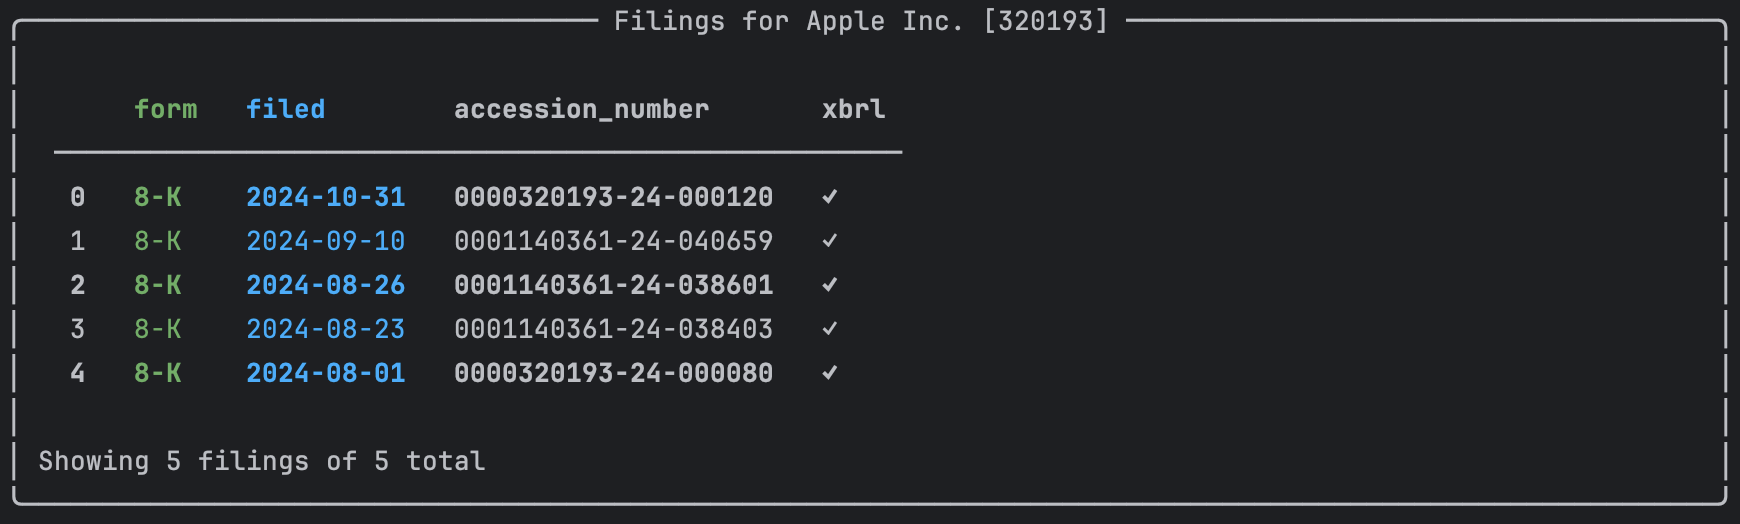 Filings for Apple Inc. [320193]
form filed accession_number xbrl
0 8-K 2024-10-31 0000320193-24-000120 ✓
1 8-K 2024-09-10 0001140361-24-040659 ✓
2 8-K 2024-08-26 0001140361-24-038601 ✓
3 8-K 2024-08-23 0001140361-24-038403 ✓
4 8-K 2024-08-01 0000320193-24-000080 ✓
Showing 5 filings of 5 total